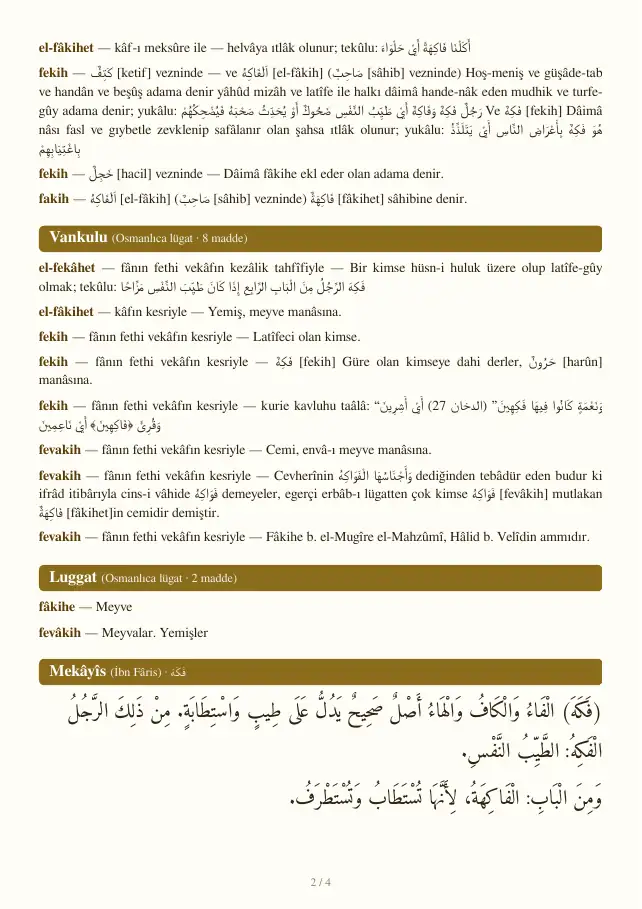 el-fâkihet — kâf-ı meksûre ile — helvâya ıtlâk olunur; tekûlu: أَكَلْنَا فَاكِهَةً أَيْ حَلْوَاءَ
fekih — كَتِفٌ [ketif] vezninde — ve اَلْفَاكِهُ [el-fâkih] (صَاحِبٌ [sâhib] vezninde) Hoş-meniş ve güşâde-tab
ve handân ve beşûş adama denir yâhûd mizâh ve latîfe ile halkı dâimâ hande-nâk eden mudhik ve turfe-
gûy adama denir; yukâlu: رَجُلٌ فَكِهٌ وَفَاكِهٌ أَيْ طَيِّبُ النَّفْسِ ضَحُوكٌ أَوْ يُحَدِّثُ صَحْبَهُ فَيُضْحِكُهُمْ Ve فَكِهٌ [fekih] Dâimâ
nâsı fasl ve gıybetle zevklenip safâlanır olan şahsa ıtlâk olunur; yukâlu: هُوَ فَكِهٌ بِأَعْرَاضِ النَّاسِ أَيْ يَتَلَذَّذُ
بِاغْتِيَابِهِمْ
fekih — خَجِلٌ [hacil] vezninde — Dâimâ fâkihe ekl eder olan adama denir.
fakih — اَلْفَاكِهُ [el-fâkih] (صَاحِبٌ [sâhib] vezninde) فَاكِهَةٌ [fâkihet] sâhibine denir.
Vankulu (Osmanlıca lügat · 8 madde)
el-fekâhet — fânın fethi vekâfın kezâlik tahfîfiyle — Bir kimse hüsn-i huluk üzere olup latîfe-gûy
olmak; tekûlu: فَكِهَ الرَّجُلُ مِنَ الْبَابِ الرَّابِعِ إِذَا كَانَ طَيِّبَ النَّفْسِ مَزَّاحًا
el-fâkihet — kâfın kesriyle — Yemiş, meyve manâsına.
fekih — fânın fethi vekâfın kesriyle — Latîfeci olan kimse.
fekih — fânın fethi vekâfın kesriyle — فَكِهٌ [fekih] Güre olan kimseye dahi derler, حَرُونٌ [harûn]
manâsına.
fekih — fânın fethi vekâfın kesriyle — kurie kavluhu taâlâ: “وَنَعْمَةٍ كَانُوا فِيهَا فَكِهِينَ” (الدخان 27) أَيْ أَشِرِينَ
وَقُرِئَ ﴿فَاكِهِينَ﴾ أَيْ نَاعِمِينَ
fevakih — fânın fethi vekâfın kesriyle — Cemi, envâ-ı meyve manâsına.
fevakih — fânın fethi vekâfın kesriyle — Cevherînin وَأَجْنَاسُهَا الْفَوَاكِهُ dediğinden tebâdür eden budur ki
ifrâd itibârıyla cins-i vâhide فَوَاكِهُ demeyeler, egerçi erbâb-ı lügatten çok kimse فَوَاكِهُ [fevâkih] mutlakan
فَاكِهَةٌ [fâkihet]in cemidir demiştir.
fevakih — fânın fethi vekâfın kesriyle — Fâkihe b. el-Mugîre el-Mahzûmî, Hâlid b. Velîdin ammıdır.
Luggat (Osmanlıca lügat · 2 madde)
fâkihe — Meyve
fevâkih — Meyvalar. Yemişler
Mekâyîs (İbn Fâris) · فكه
(فَكَهَ) الْفَاءُ وَالْكَافُ وَالْهَاءُ أَصْلٌ صَحِيحٌ يَدُلُّ عَلَى طِيبٍ وَاسْتِطَابَةٍ. مِنْ ذَلِكَ الرَّجُلُ
الْفَكِهُ: الطَّيِّبُ النَّفْسِ.
وَمِنَ الْبَابِ: الْفَاكِهَةُ، لِأَنَّهَا تُسْتَطَابُ وَتُسْتَطْرَفُ.
2 / 4